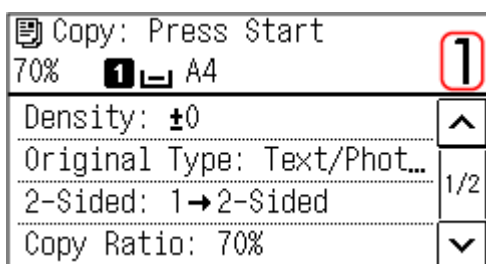 Copy: Press Start
1
70% 1 A4
Density: ±0
Original Type: Text/Phot…
1/2
2-Sided: 1→2-Sided
Copy Ratio: 70%